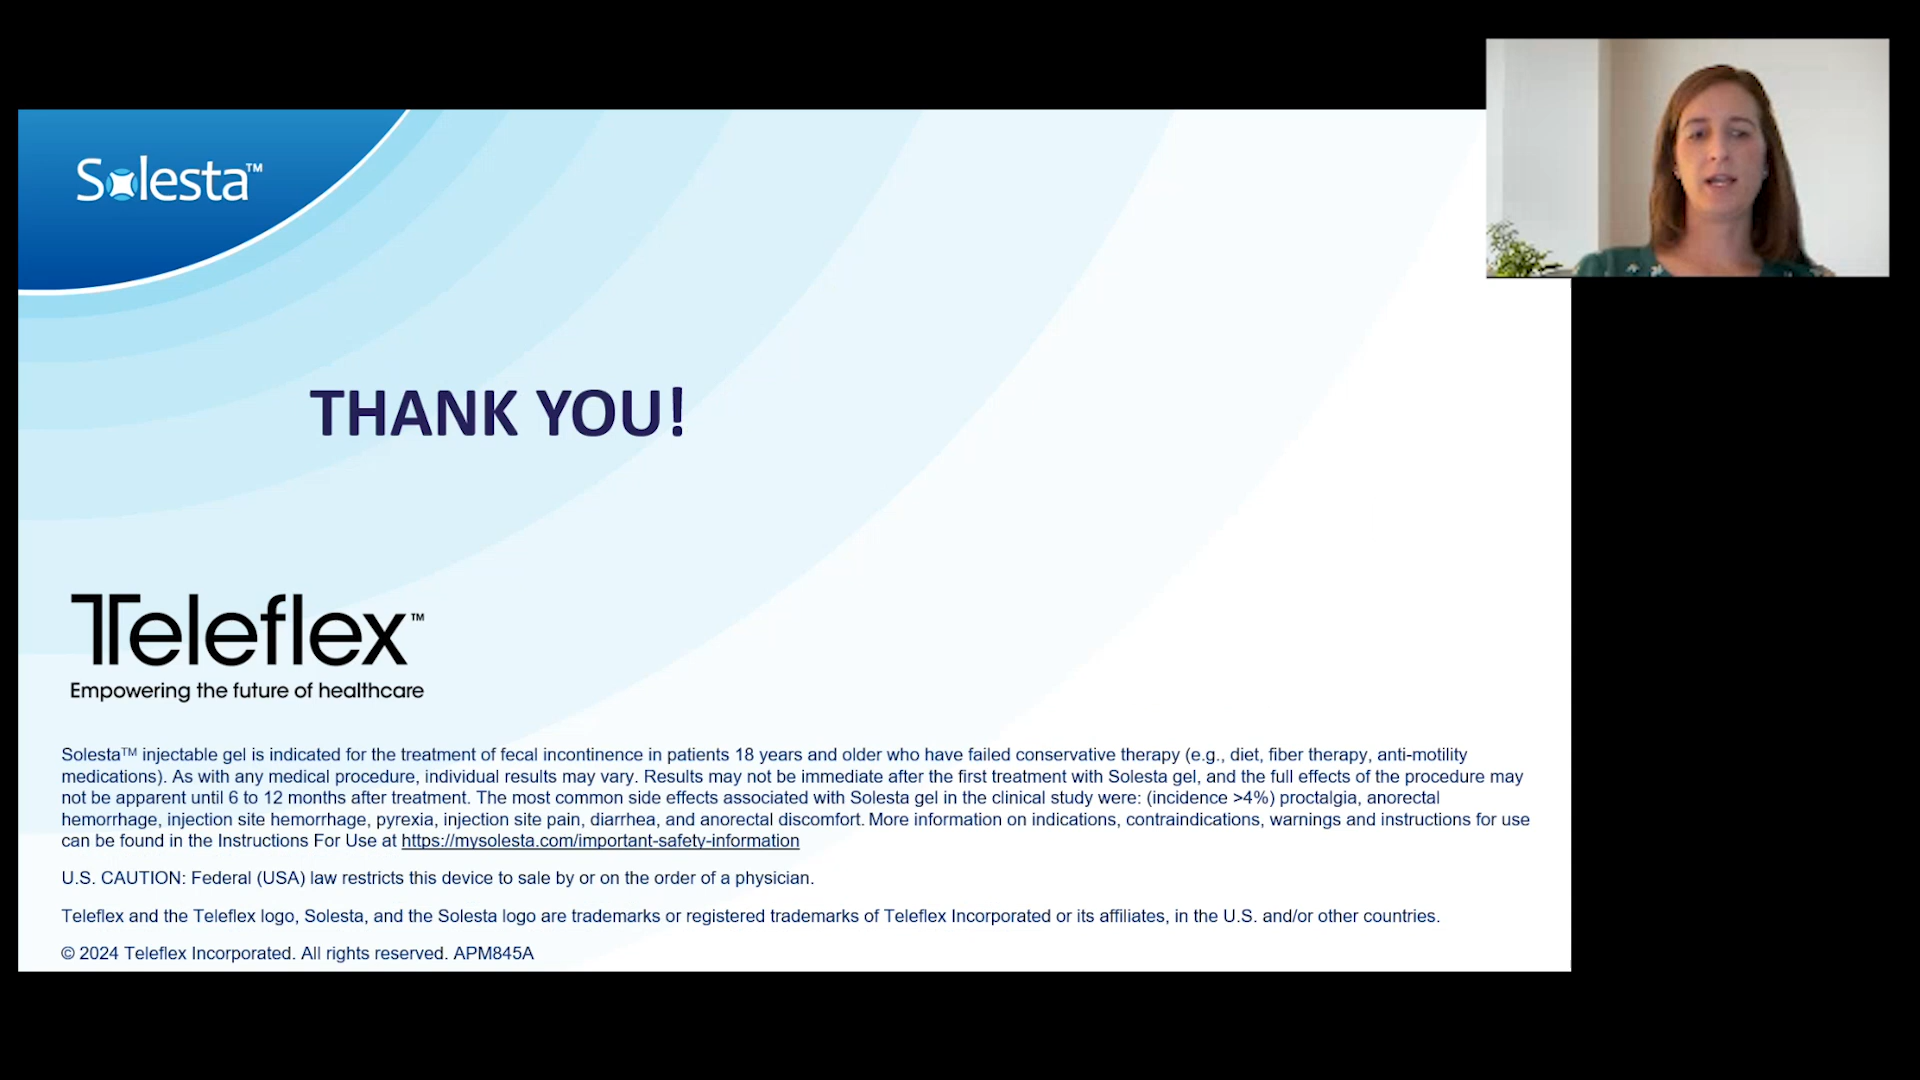 Solesta™
THANK YOU!
Teleflex™
Empowering the future of healthcare
Solesta™ injectable gel is indicated for the treatment of fecal incontinence in patients 18 years and older who have failed conservative therapy (e.g., diet, fiber therapy, anti-motility
medications). As with any medical procedure, individual results may vary. Results may not be immediate after the first treatment with Solesta gel, and the full effects of the procedure may
not be apparent until 6 to 12 months after treatment. The most common side effects associated with Solesta gel in the clinical study were: (incidence >4%) proctalgia, anorectal
hemorrhage, injection site hemorrhage, pyrexia, injection site pain, diarrhea, and anorectal discomfort. More information on indications, contraindications, warnings and instructions for use
can be found in the Instructions For Use at https://mysolesta.com/important-safety-information
U.S. CAUTION: Federal (USA) law restricts this device to sale by or on the order of a physician.
Teleflex and the Teleflex logo, Solesta, and the Solesta logo are trademarks or registered trademarks of Teleflex Incorporated or its affiliates, in the U.S. and/or other countries.
© 2024 Teleflex Incorporated. All rights reserved. APM845A